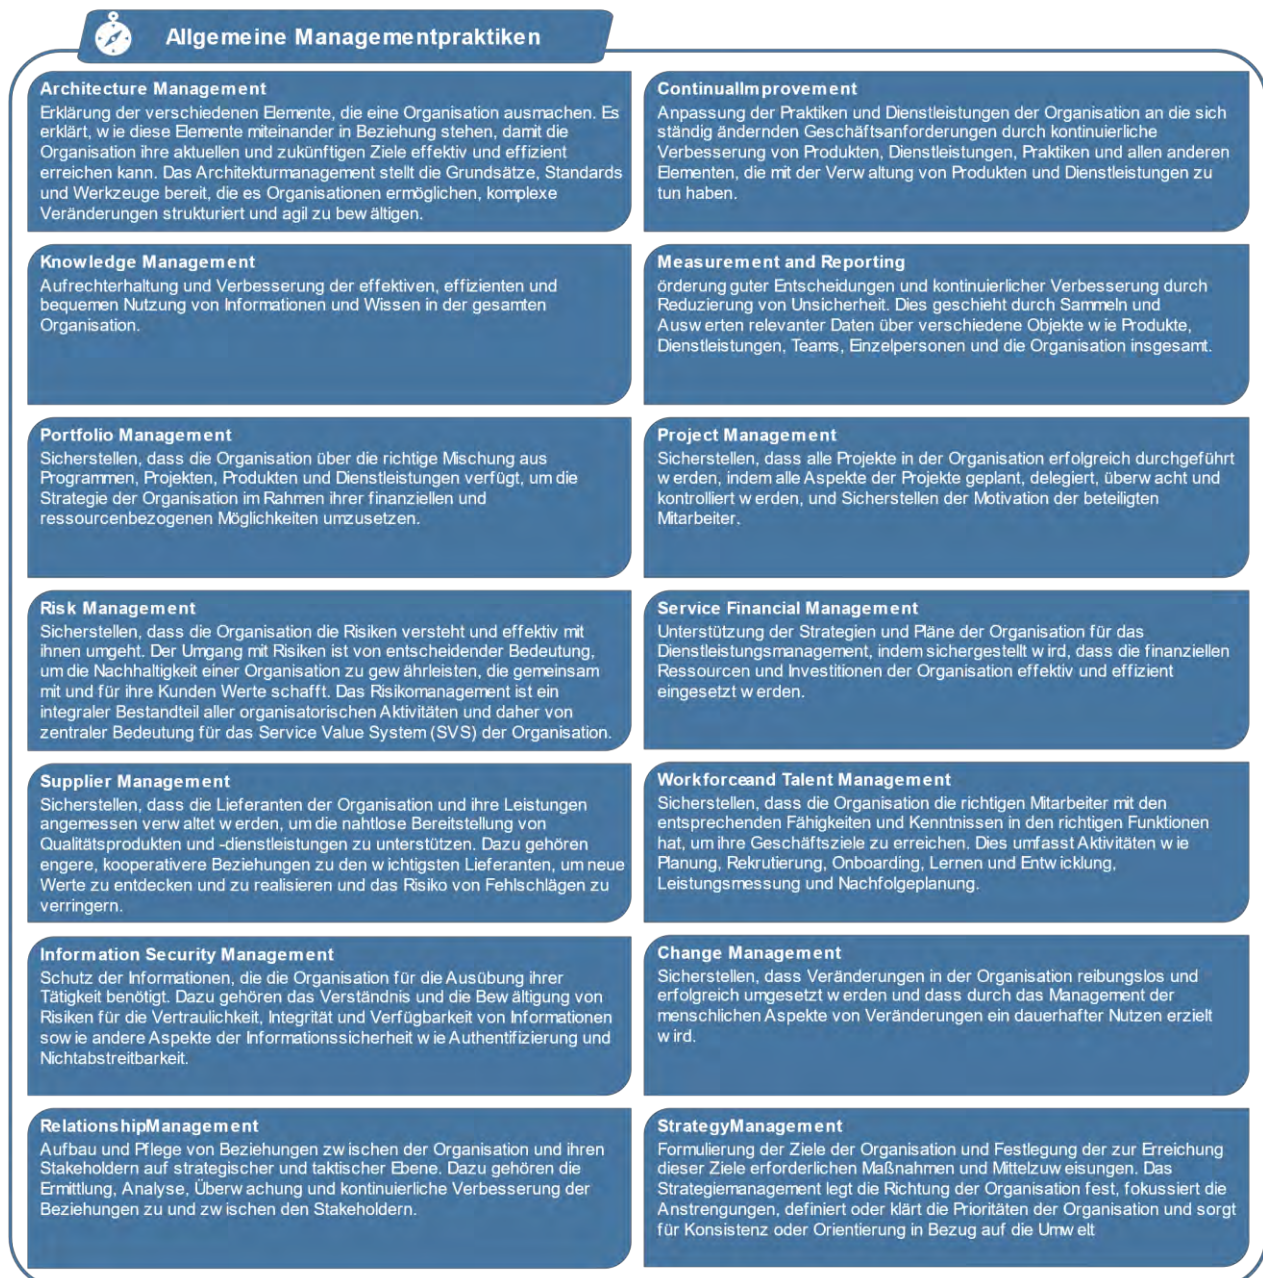 Allgemeine Managementpraktiken
Architecture Management
Erklärung der verschiedenen Elemente, die eine Organisation ausmachen. Es
erklärt, wie diese Elemente miteinander in Beziehung stehen, damit die
Organisation ihre aktuellen und zukünftigen Ziele effektiv und effizient
erreichen kann. Das Architekturmanagement stellt die Grundsätze, Standards
und Werkzeuge bereit, die es Organisationen ermöglichen, komplexe
Veränderungen strukturiert und agil zu bewältigen.
ContinualImprovement
Anpassung der Praktiken und Dienstleistungen der Organisation an die sich
ständig ändernden Geschäftsanforderungen durch kontinuierliche
Verbesserung von Produkten, Dienstleistungen, Praktiken und allen anderen
Elementen, die mit der Verwaltung von Produkten und Dienstleistungen zu
tun haben.
Knowledge Management
Aufrechterhaltung und Verbesserung der effektiven, effizienten und
bequemen Nutzung von Informationen und Wissen in der gesamten
Organisation.
Measurement and Reporting
örderung guter Entscheidungen und kontinuierlicher Verbesserung durch
Reduzierung von Unsicherheit. Dies geschieht durch Sammeln und
Auswerten relevanter Daten über verschiedene Objekte wie Produkte,
Dienstleistungen, Teams, Einzelpersonen und die Organisation insgesamt.
Portfolio Management
Sicherstellen, dass die Organisation über die richtige Mischung aus
Programmen, Projekten, Produkten und Dienstleistungen verfügt, um die
Strategie der Organisation im Rahmen ihrer finanziellen und
ressourcenbezogenen Möglichkeiten umzusetzen.
Project Management
Sicherstellen, dass alle Projekte in der Organisation erfolgreich durchgeführt
werden, indem alle Aspekte der Projekte geplant, delegiert, überwacht und
kontrolliert werden, und Sicherstellen der Motivation der beteiligten
Mitarbeiter.
Risk Management
Sicherstellen, dass die Organisation die Risiken versteht und effektiv mit
ihnen umgeht. Der Umgang mit Risiken ist von entscheidender Bedeutung,
um die Nachhaltigkeit einer Organisation zu gewährleisten, die gemeinsam
mit und für ihre Kunden Werte schafft. Das Risikomanagement ist ein
integraler Bestandteil aller organisatorischen Aktivitäten und daher von
zentraler Bedeutung für das Service Value System (SVS) der Organisation.
Service Financial Management
Unterstützung der Strategien und Pläne der Organisation für das
Dienstleistungsmanagement, indem sichergestellt wird, dass die finanziellen
Ressourcen und Investitionen der Organisation effektiv und effizient
eingesetzt werden.
Supplier Management
Sicherstellen, dass die Lieferanten der Organisation und ihre Leistungen
angemessen verwaltet werden, um die nahtlose Bereitstellung von
Qualitätsprodukten und -dienstleistungen zu unterstützen. Dazu gehören
engere, kooperativere Beziehungen zu den wichtigsten Lieferanten, um neue
Werte zu entdecken und zu realisieren und das Risiko von Fehlschlägen zu
verringern.
Workforceand Talent Management
Sicherstellen, dass die Organisation die richtigen Mitarbeiter mit den
entsprechenden Fähigkeiten und Kenntnissen in den richtigen Funktionen
hat, um ihre Geschäftsziele zu erreichen. Dies umfasst Aktivitäten wie
Planung, Rekrutierung, Onboarding, Lernen und Entwicklung,
Leistungsmessung und Nachfolgeplanung.
Information Security Management
Schutz der Informationen, die die Organisation für die Ausübung ihrer
Tätigkeit benötigt. Dazu gehören das Verständnis und die Bewältigung von
Risiken für die Vertraulichkeit, Integrität und Verfügbarkeit von Informationen
sowie andere Aspekte der Informationssicherheit wie Authentifizierung und
Nichtabstreitbarkeit.
Change Management
Sicherstellen, dass Veränderungen in der Organisation reibungslos und
erfolgreich umgesetzt werden und dass durch das Management der
menschlichen Aspekte von Veränderungen ein dauerhafter Nutzen erzielt
wird.
RelationshipManagement
Aufbau und Pflege von Beziehungen zwischen der Organisation und ihren
Stakeholdern auf strategischer und taktischer Ebene. Dazu gehören die
Ermittlung, Analyse, Überwachung und kontinuierliche Verbesserung der
Beziehungen zu und zwischen den Stakeholdern.
StrategyManagement
Formulierung der Ziele der Organisation und Festlegung der zur Erreichung
dieser Ziele erforderlichen Maßnahmen und Mittelzuweisungen. Das
Strategiemanagement legt die Richtung der Organisation fest, fokussiert die
Anstrengungen, definiert oder klärt die Prioritäten der Organisation und sorgt
für Konsistenz oder Orientierung in Bezug auf die Umwelt